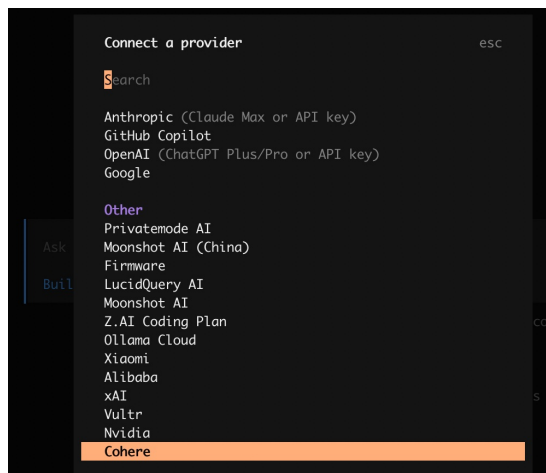 Connect a provider esc
Search
Anthropic (Claude Max or API key)
GitHub Copilot
OpenAI (ChatGPT Plus/Pro or API key)
Google
Other
Privatemode AI
Moonshot AI (China)
Firmware
LucidQuery AI
Moonshot AI
Z.AI Coding Plan
Ollama Cloud
Xiaomi
Alibaba
xAI
Vultr
Nvidia
Cohere
Ask
Buil
co
s